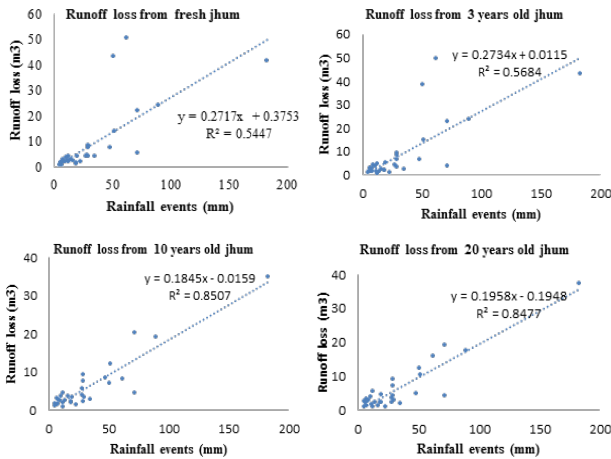 Runoff loss from fresh jhum
Runoff loss (m3)
60
50
40
30
20
10
0
y = 0.2717x + 0.3753
R² = 0.5447
0 50 100 150 200
Rainfall events (mm)
Runoff loss from 3 years old jhum
Runoff loss (m3)
60
50
40
30
20
10
0
y = 0.2734x + 0.0115
R² = 0.5684
0 50 100 150 200
Rainfall events (mm)
Runoff loss from 10 years old jhum
Runoff loss (m3)
40
30
20
10
0
y = 0.1845x - 0.0159
R² = 0.8507
0 50 100 150 200
Rainfall events (mm)
Runoff loss from 20 years old jhum
Runoff loss (m3)
40
30
20
10
0
y = 0.1958x - 0.1948
R² = 0.8477
0 50 100 150 200
Rainfall events (mm)